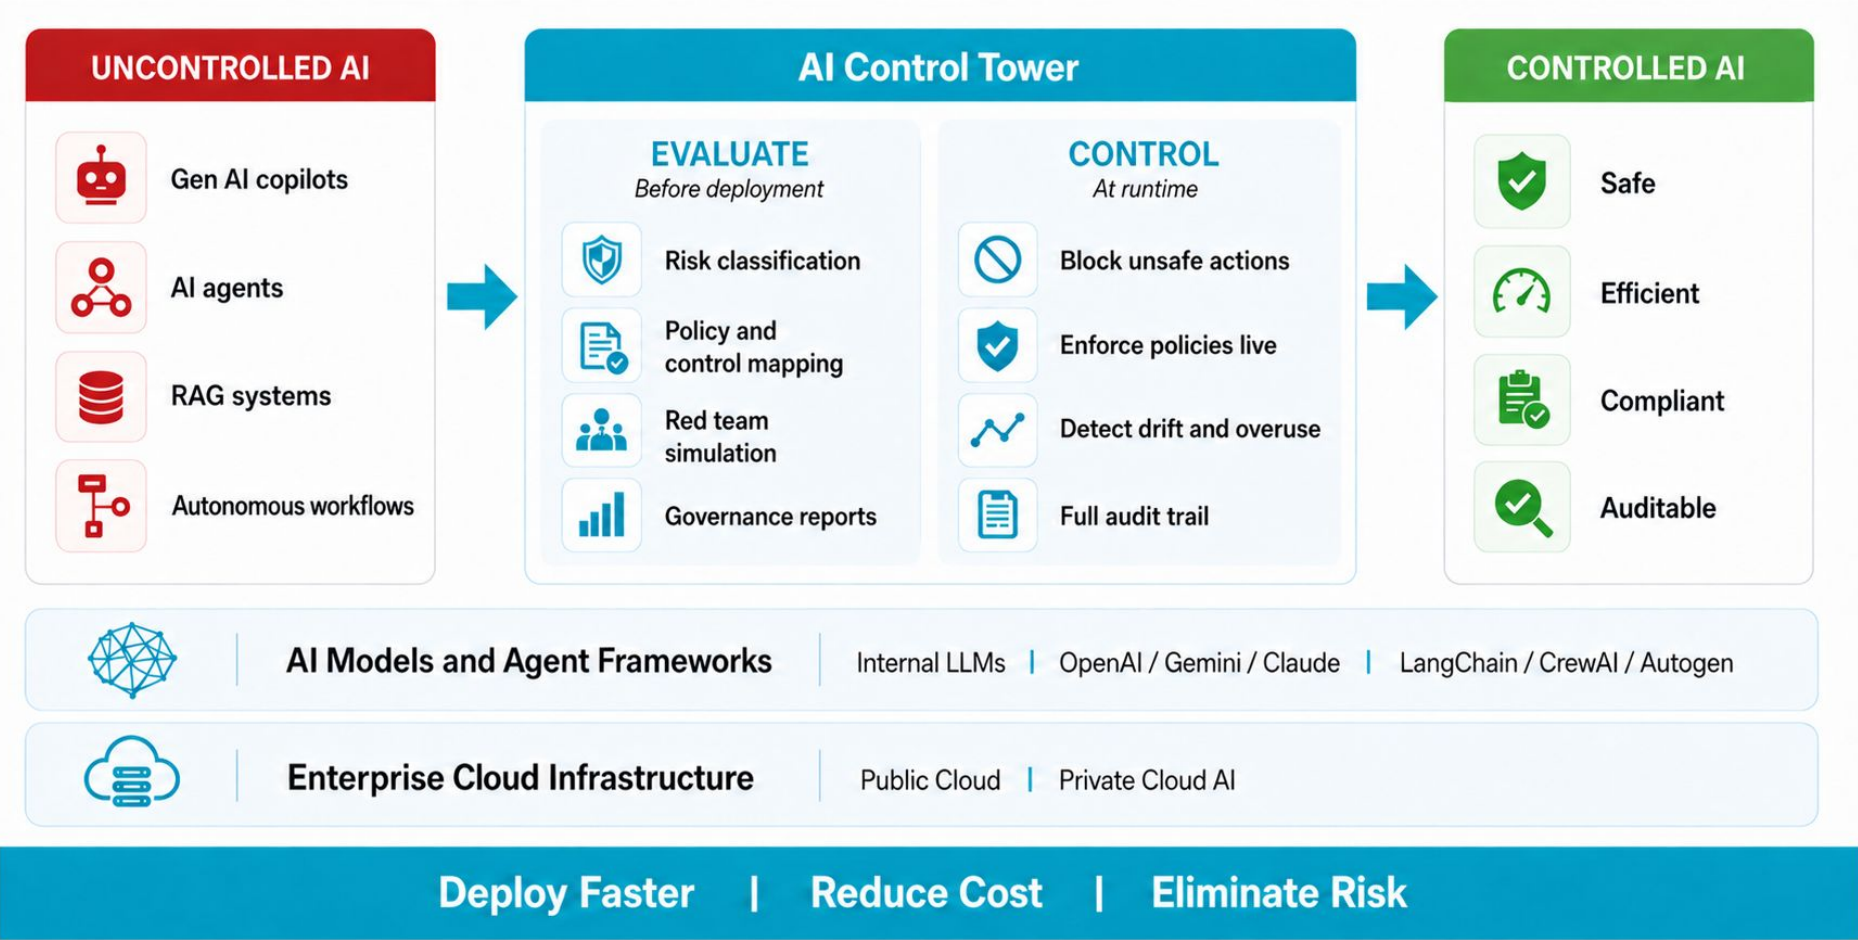 UNCONTROLLED AI
Gen AI copilots
AI agents
RAG systems
Autonomous workflows
AI Control Tower
EVALUATE
Before deployment
Risk classification
Policy and
control mapping
Red team
simulation
Governance reports
CONTROL
At runtime
Block unsafe actions
Enforce policies live
Detect drift and overuse
Full audit trail
CONTROLLED AI
Safe
Efficient
Compliant
Auditable
AI Models and Agent Frameworks
Internal LLMs | OpenAI / Gemini / Claude | LangChain / CrewAI / Autogen
Enterprise Cloud Infrastructure
Public Cloud | Private Cloud AI
Deploy Faster | Reduce Cost | Eliminate Risk